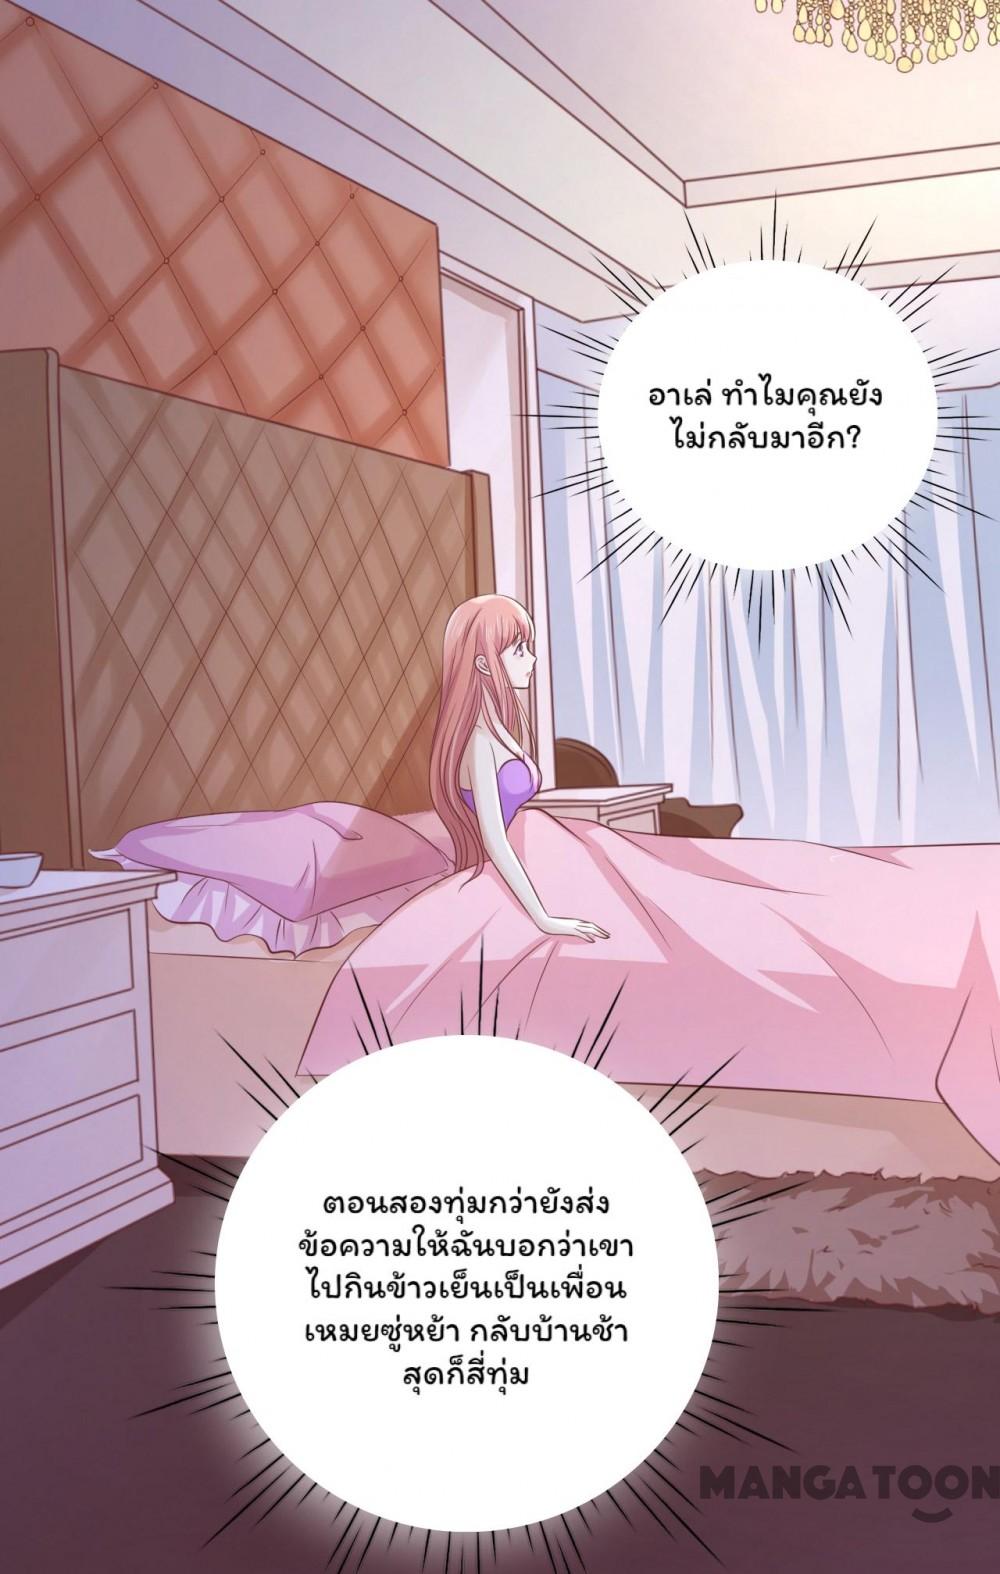 อาเล่ ทำไมคุณยัง
ไม่กลับมาอีก?
ตอนสองทุ่มกว่ายังส่ง
ข้อความให้ฉันบอกว่าเขา
ไปกินข้าวเย็นเป็นเพื่อน
เหมยซู่หย้า กลับบ้านช้า
สุดก็สี่ทุ่ม
MANGATOON